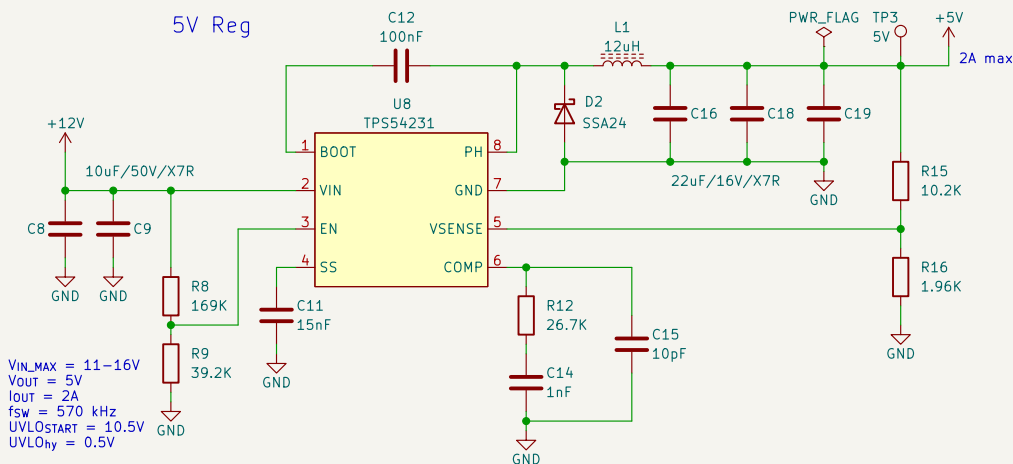 5V Reg
C12
100nF
L1
12uH
PWR_FLAG
TP3
5V
+5V
2A max
U8
TPS54231
D2
SSA24
C16
C18
C19
+12V
10uF/50V/X7R
1
BOOT
PH
8
2
VIN
GND
7
22uF/16V/X7R
GND
R15
10.2K
C8
C9
3
EN
VSENSE
5
4
SS
COMP
6
GND
GND
R8
169K
C11
15nF
R12
26.7K
C15
10pF
R16
1.96K
GND
R9
39.2K
GND
C14
1nF
GND
GND
VIN_MAX = 11-16V
VOUT = 5V
IOUT = 2A
fSW = 570 kHz
UVLOSTART = 10.5V
UVLOhy = 0.5V